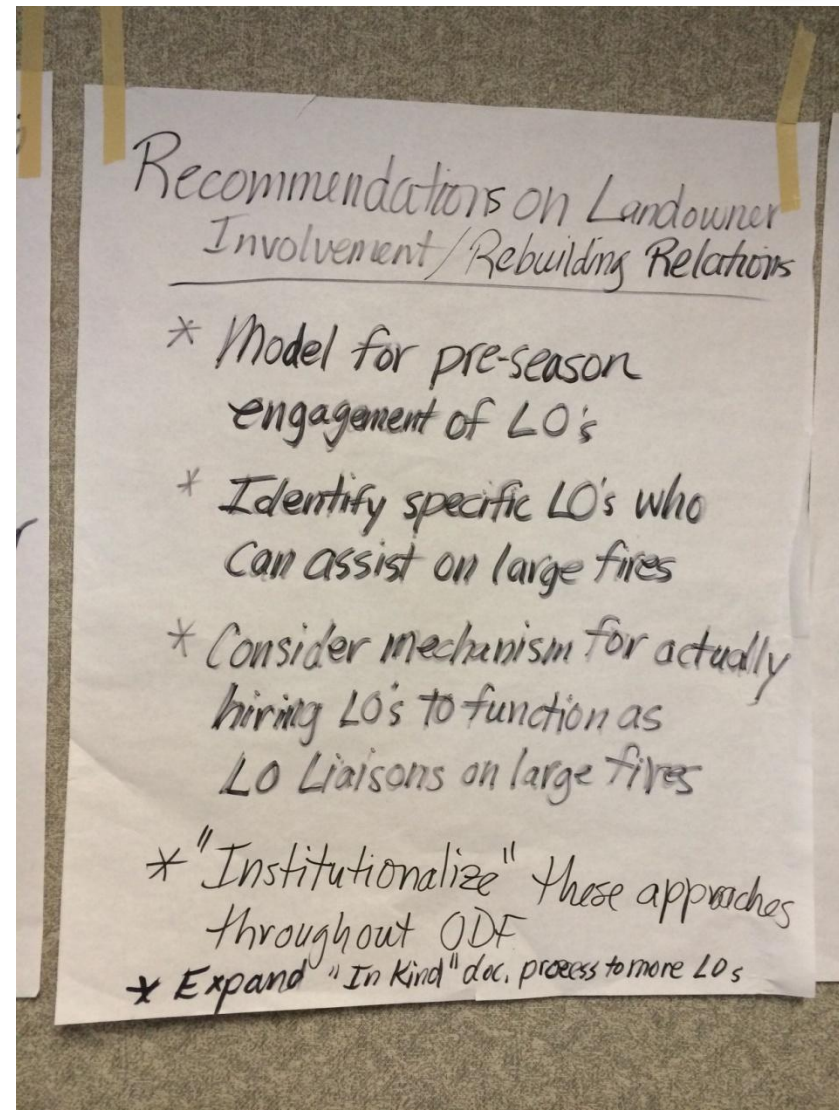 Recommendations on Landowner
Involvement/Rebuilding Relations
* Model for pre-season
engagement of LO's
* Identify specific LO's who
can assist on large fires
* Consider mechanism for actually
hiring LO's to function as
LO Liaisons on large fires
* "Institutionalize" these approaches
throughout ODF
* Expand "In Kind" doc. process to more LOs